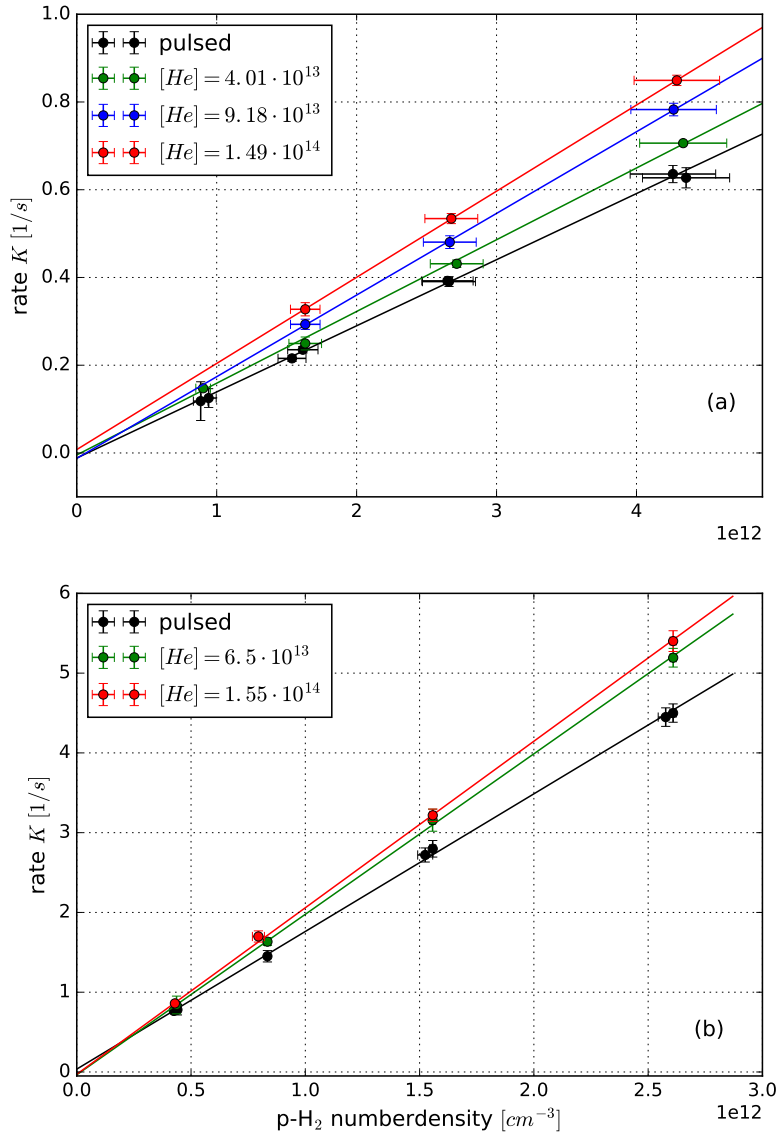 1.0
0.8
0.6
0.4
0.2
0.0
rate K [1/s]
pulsed
[He] = 4.01 · 10^13
[He] = 9.18 · 10^13
[He] = 1.49 · 10^14
(a)
0 1 2 3 4
1e12
6
5
4
3
2
1
0
rate K [1/s]
pulsed
[He] = 6.5 · 10^13
[He] = 1.55 · 10^14
(b)
0.0 0.5 1.0 1.5 2.0 2.5 3.0
1e12
p-H₂ numberdensity [cm⁻³]